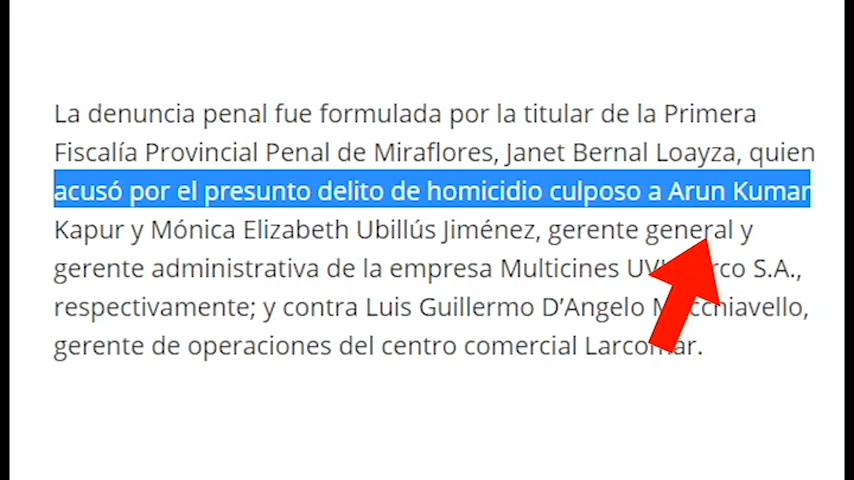 La denuncia penal fue formulada por la titular de la Primera
Fiscalía Provincial Penal de Miraflores, Janet Bernal Loayza, quien
acusó por el presunto delito de homicidio culposo a Arun Kumar
Kapur y Mónica Elizabeth Ubillús Jiménez, gerente general y
gerente administrativa de la empresa Multicines S.A.,
respectivamente; y contra Luis Guillermo D’Angelo
gerente de operaciones del centro comercial Larcomar.